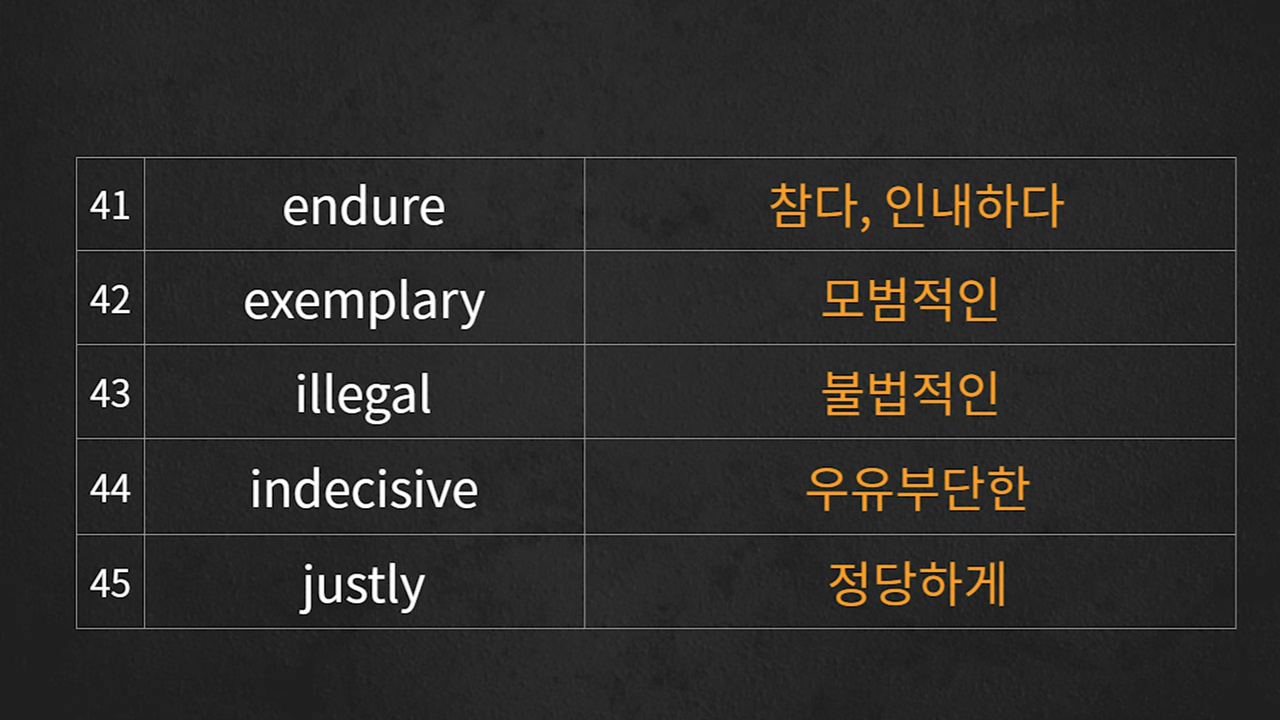 41 endure 참다, 인내하다
42 exemplary 모범적인
43 illegal 불법적인
44 indecisive 우유부단한
45 justly 정당하게